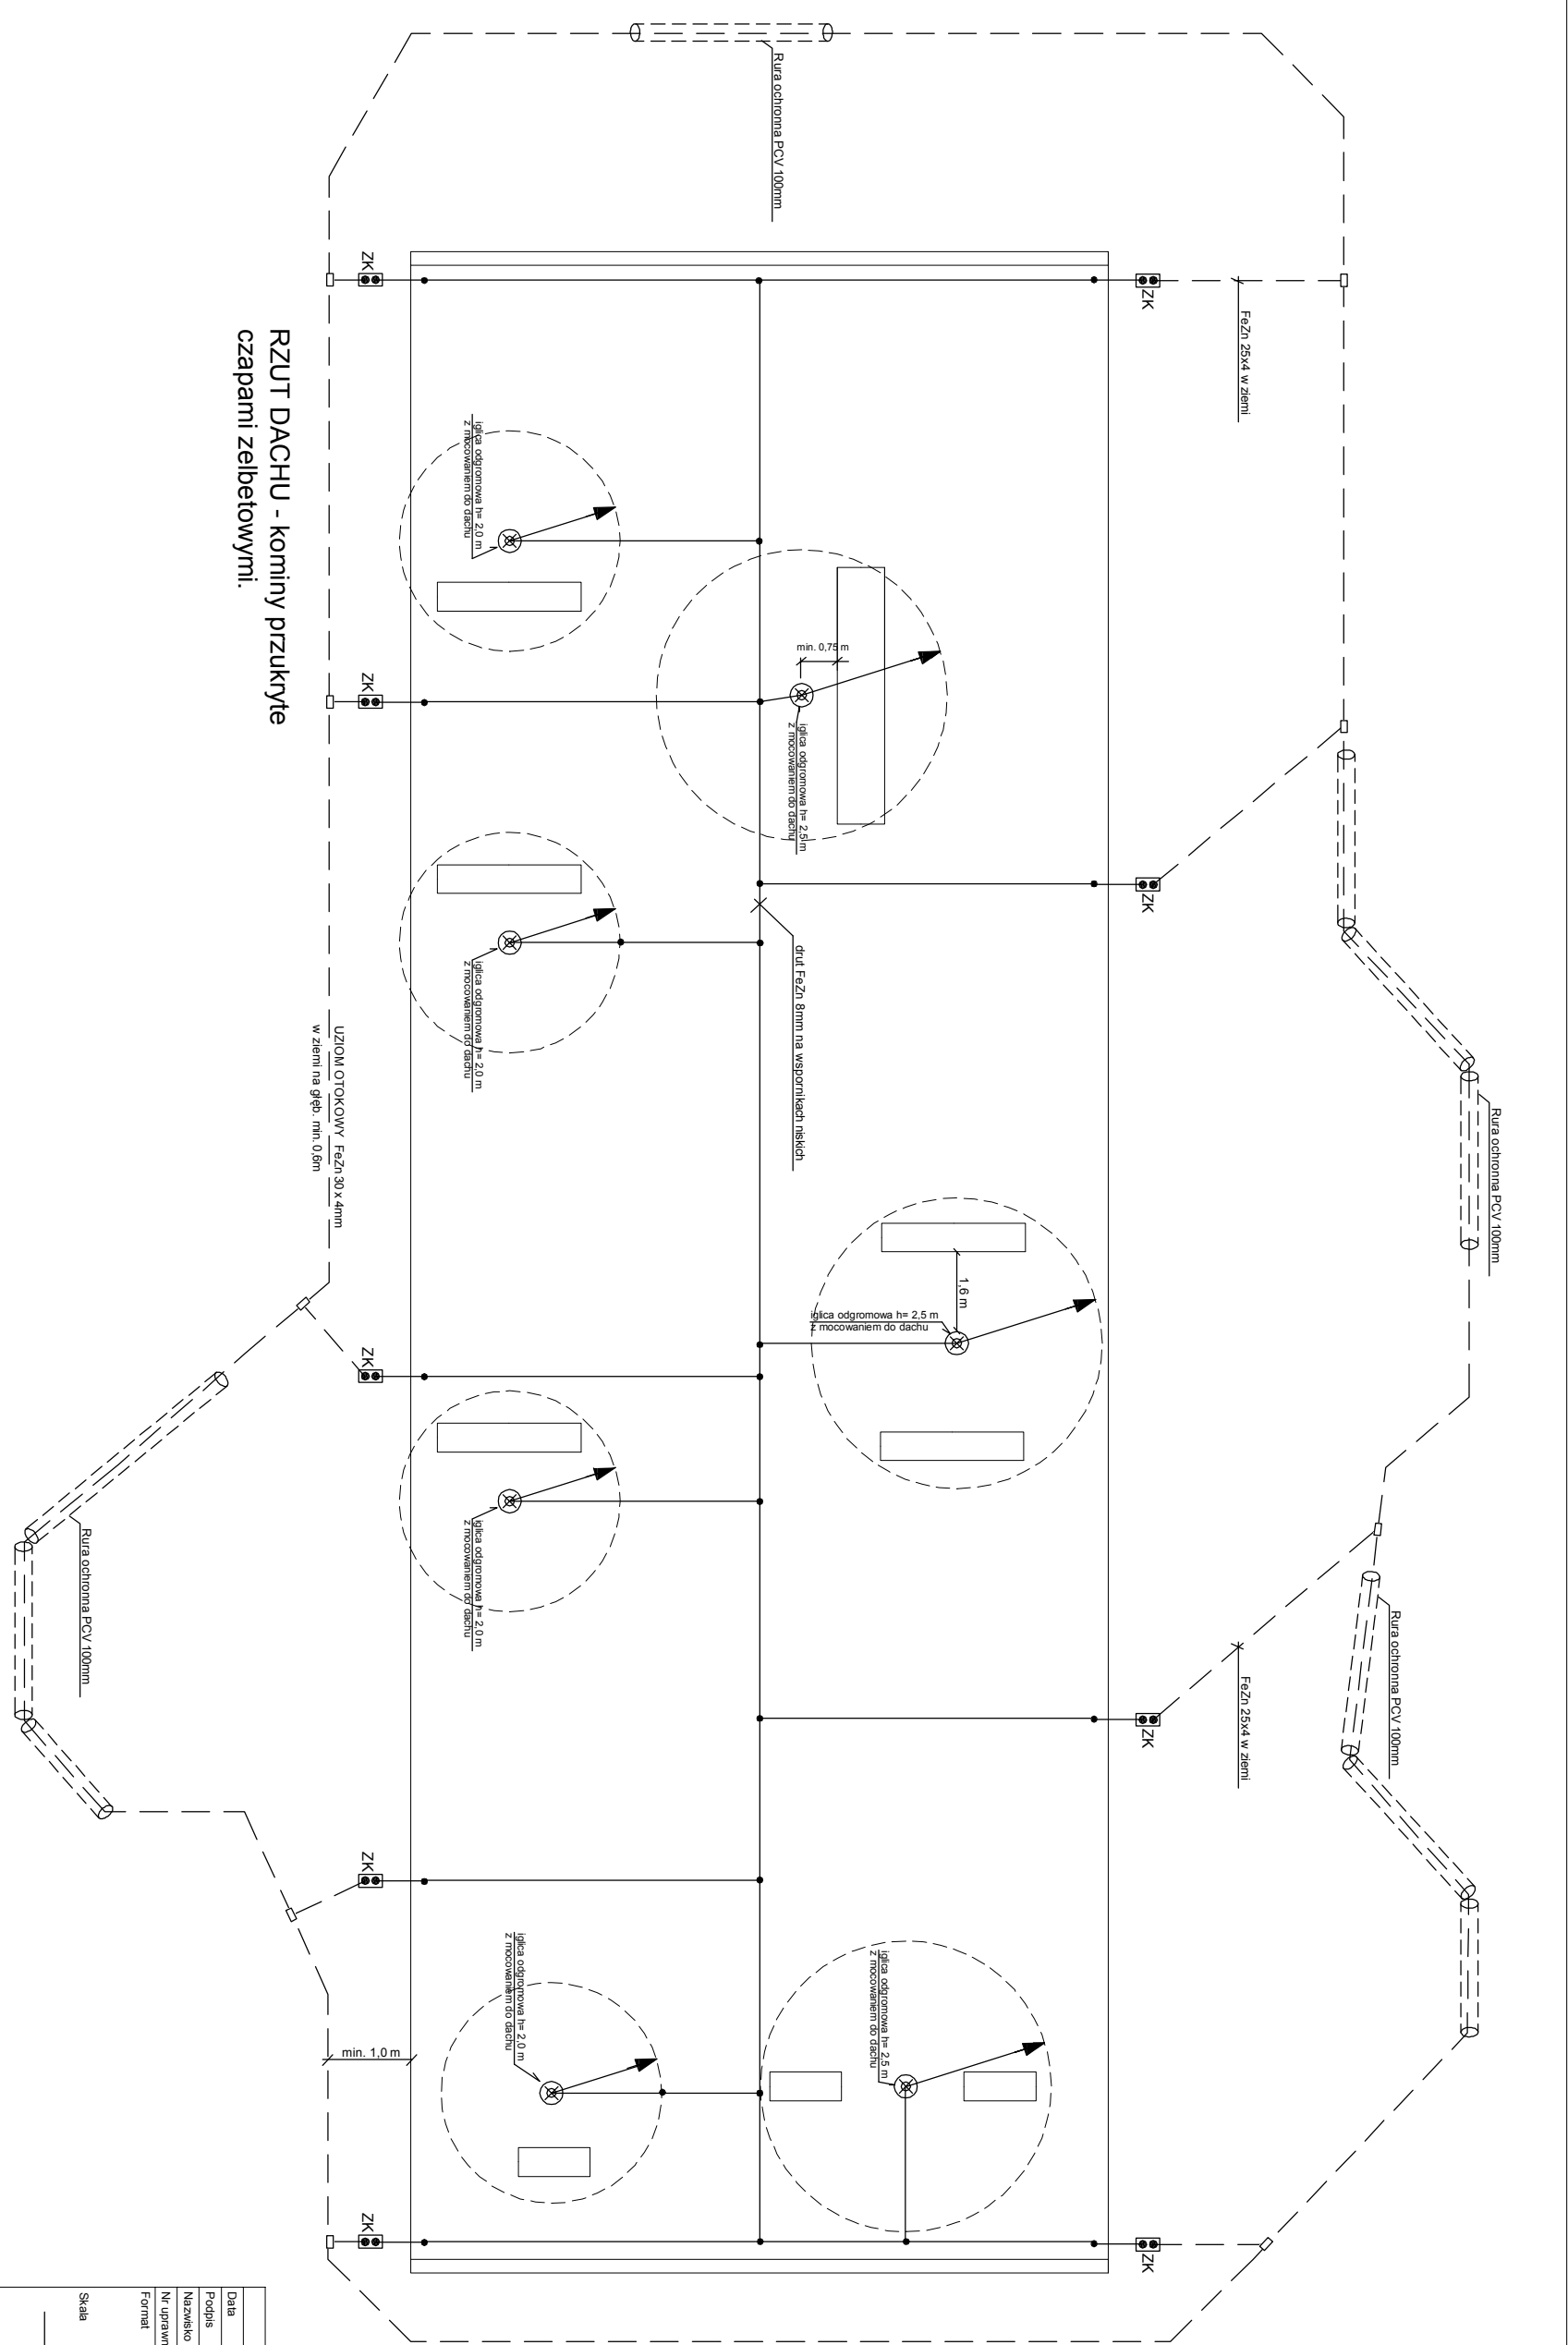 Rura ochronna PCV 100mm
ZK
ZK
FeZn 25x4 w ziemi
RZUT DACHU - kominy przukryte
czapami zelbetowymi.
iglica odgromowa h= 2,0 m
z mocowaniem do dachu
min. 0,75 m
iglica odgromowa h= 2,5 m
z mocowaniem do dachu
ZK
ZK
drut FeZn 8mm na wspornikach niskich
iglica odgromowa h= 2,0 m
z mocowaniem do dachu
UZIOM OTOKOWY FeZn 30 x 4mm
w ziemi na głęb. min. 0,6m
Rura ochronna PCV 100mm
1,6 m
iglica odgromowa h= 2,5 m
z mocowaniem do dachu
ZK
iglica odgromowa h= 2,0 m
z mocowaniem do dachu
Rura ochronna PCV 100mm
Rura ochronna PCV 100mm
FeZn 25x4 w ziemi
ZK
ZK
iglica odgromowa h= 2,0 m
z mocowaniem do dachu
iglica odgromowa h= 2,5 m
z mocowaniem do dachu
min. 1,0 m
ZK
ZK
Data
Podpis
Nazwisko
Nr uprawn
Format
Skala